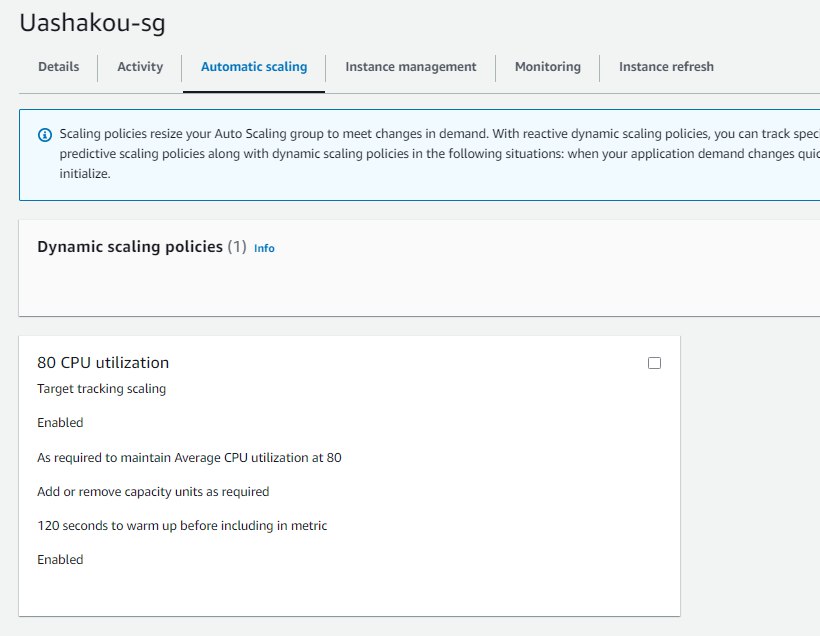 Uashakou-sg
Details
Activity
Automatic scaling
Instance management
Monitoring
Instance refresh
Scaling policies resize your Auto Scaling group to meet changes in demand. With reactive dynamic scaling policies, you can track spec
predictive scaling policies along with dynamic scaling policies in the following situations: when your application demand changes quic
initialize.
Dynamic scaling policies (1) Info
80 CPU utilization
Target tracking scaling
Enabled
As required to maintain Average CPU utilization at 80
Add or remove capacity units as required
120 seconds to warm up before including in metric
Enabled